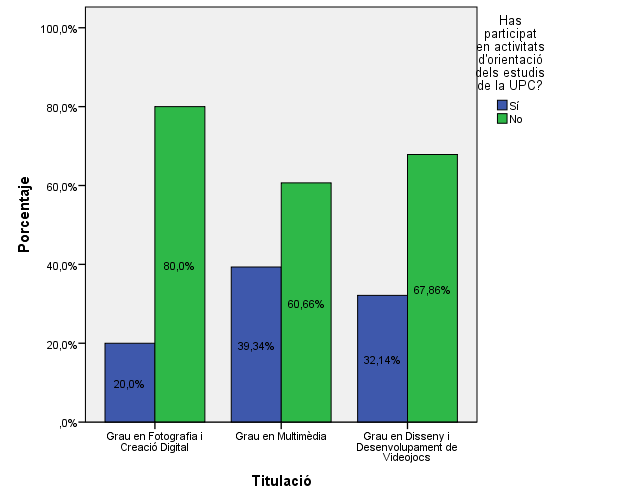 Has
participat
en activitats
d'orientació
dels estudis
de la UPC?
Sí
No
Porcentaje
100,0%
80,0%
60,0%
40,0%
20,0%
,0%
20,0%
80,0%
39,34%
60,66%
32,14%
67,86%
Grau en Fotografia i
Creació Digital
Grau en Multimèdia
Grau en Disseny i
Desenvolupament de
Videojocs
Titulació